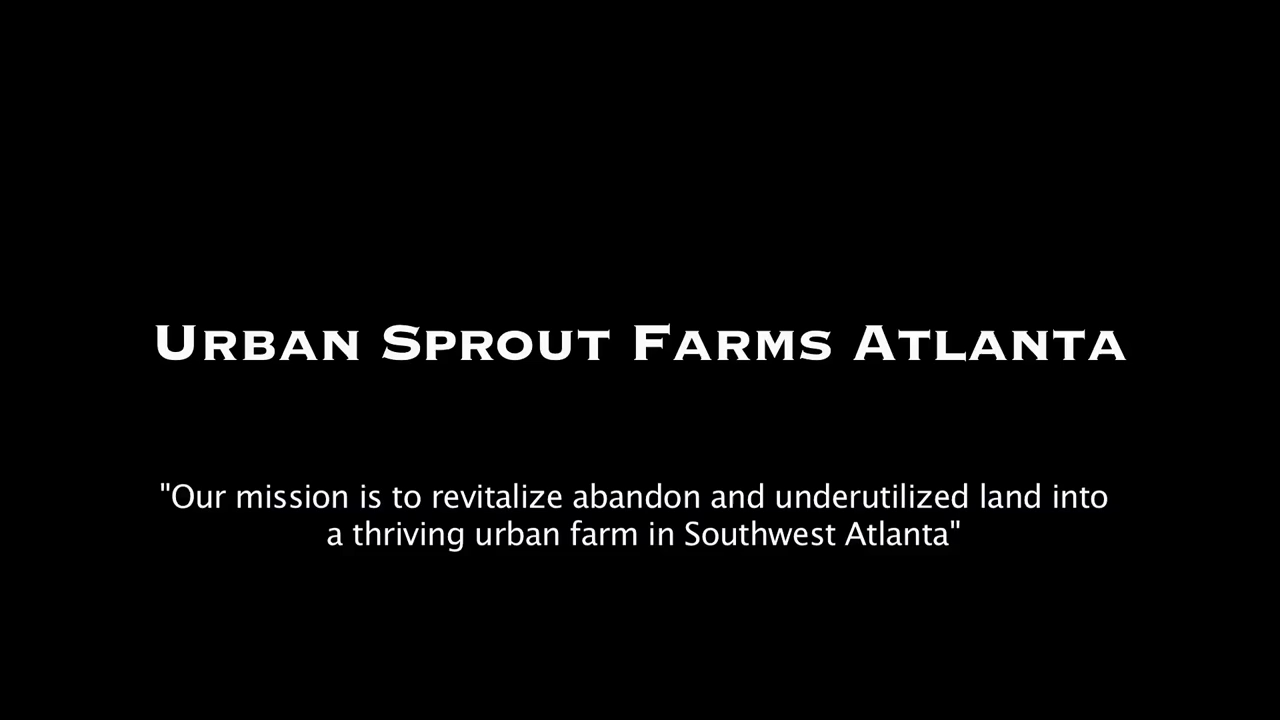 Urban Sprout Farms Atlanta
"Our mission is to revitalize abandon and underutilized land into
a thriving urban farm in Southwest Atlanta"